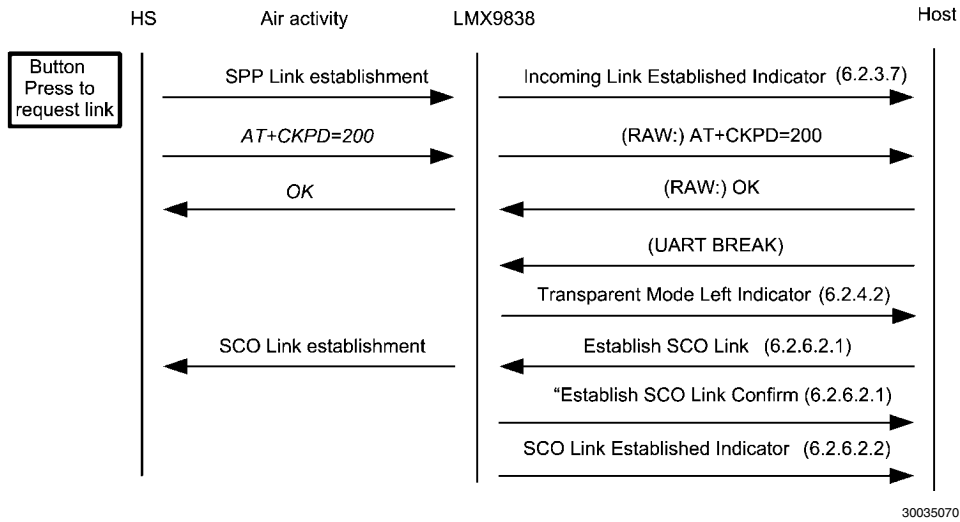 HS Air activity LMX9838 Host
Button
Press to
request link
SPP Link establishment Incoming Link Established Indicator (6.2.3.7)
AT+CKPD=200 (RAW:) AT+CKPD=200
OK (RAW:) OK
(UART BREAK)
Transparent Mode Left Indicator (6.2.4.2)
SCO Link establishment Establish SCO Link (6.2.6.2.1)
“Establish SCO Link Confirm (6.2.6.2.1)
SCO Link Established Indicator (6.2.6.2.2)
30035070